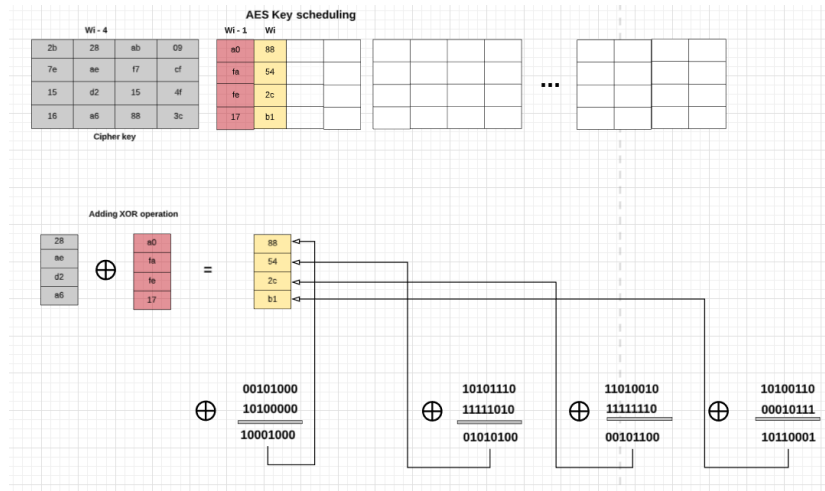 AES Key scheduling
Wi - 4 Wi - 1 Wi
2b 28 ab 09 a0 88
7e ae f7 cf fa 54
15 d2 15 4f fe 2c
16 a6 88 3c 17 b1
...
Cipher key
Adding XOR operation
28 a0 88
ae fa 54
= 
d2 fe 2c
a6 17 b1
00101000 10101110 11010010 10100110
10100000 11111010 11111110 00010111
10001000 01010100 00101100 10110001